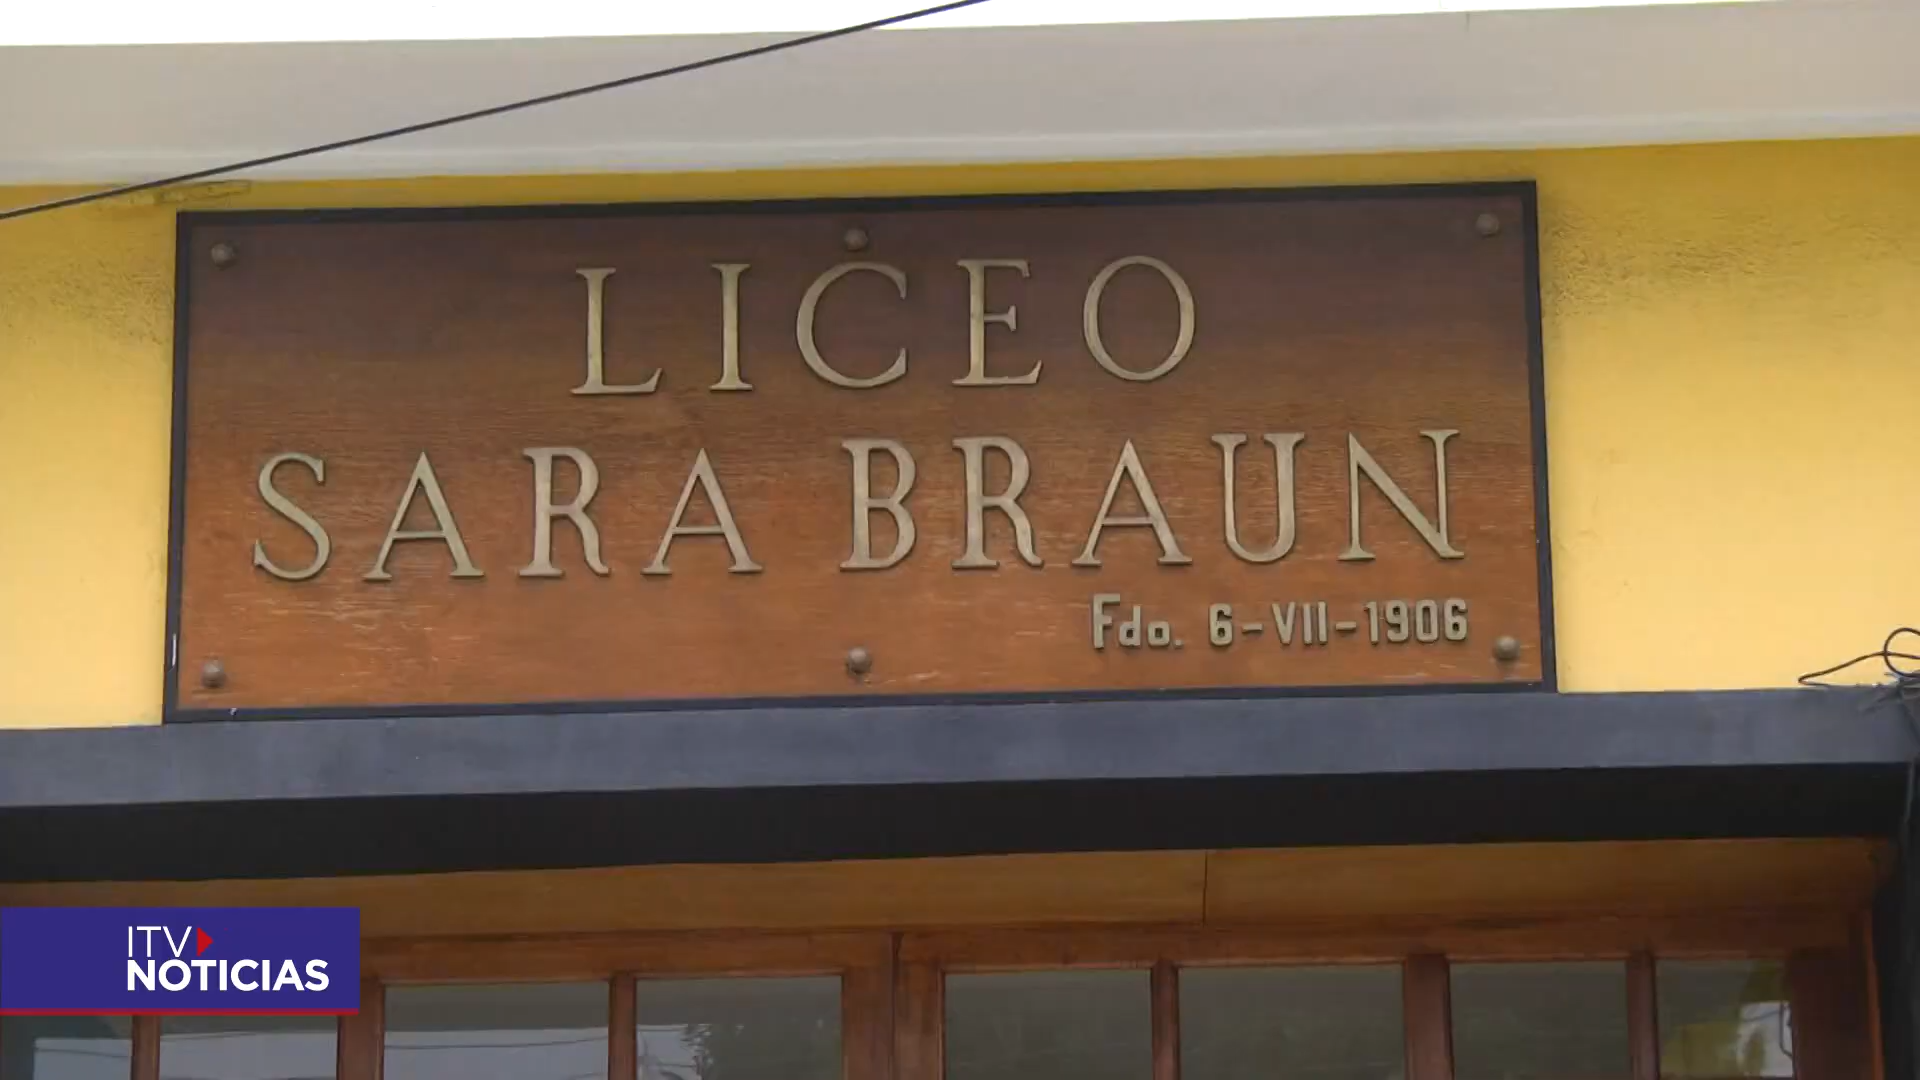 LICEO
SARA BRAUN
Fdo. 6-VII-1906
ITV
NOTICIAS